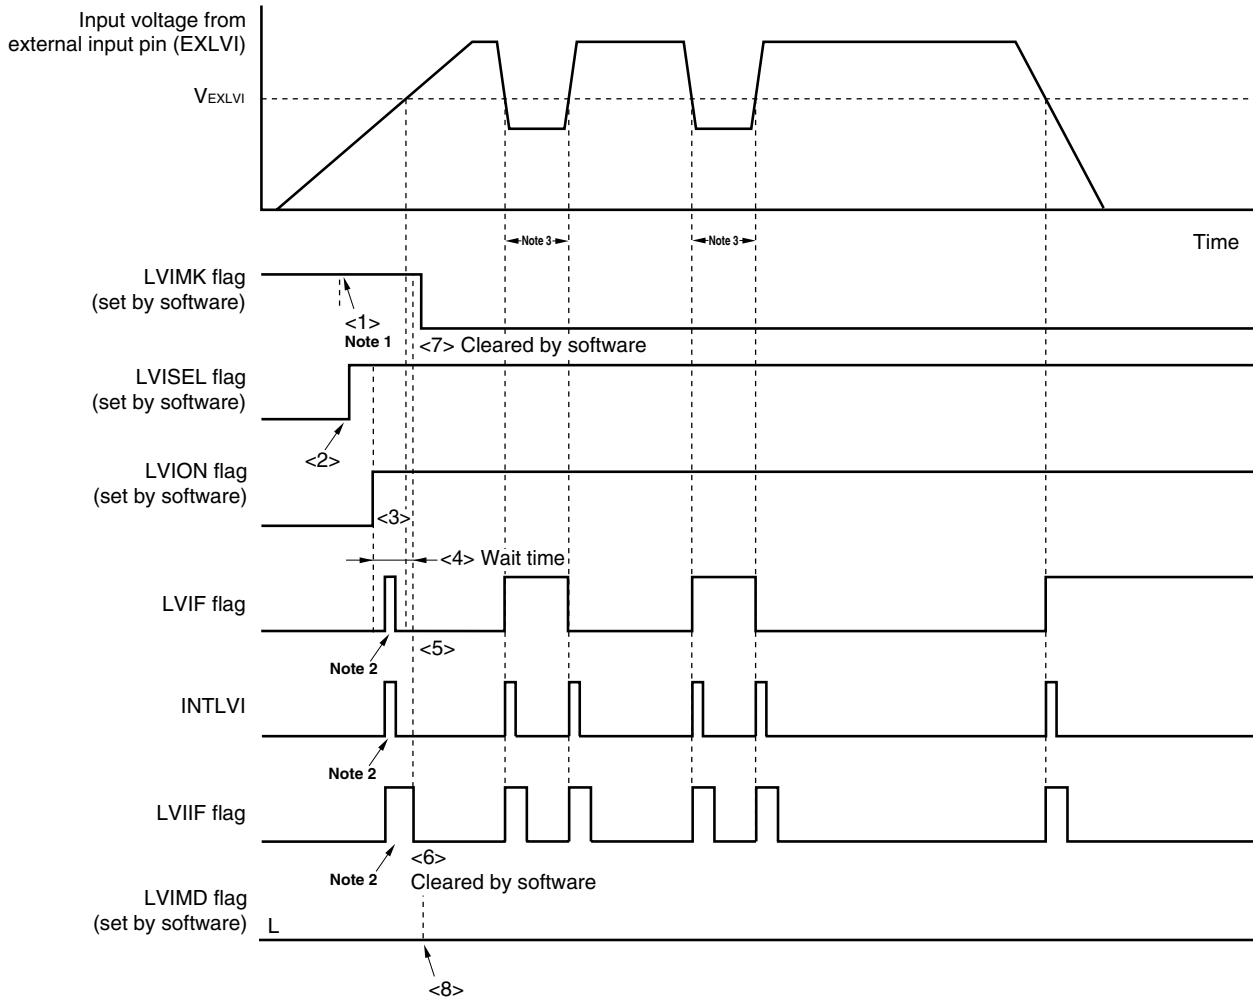 Input voltage from
external input pin (EXLVI)
VEXLVI
Note 3
Note 3
Time
LVIMK flag
(set by software)
<1>
Note 1
<7> Cleared by software
LVISEL flag
(set by software)
<2>
LVION flag
(set by software)
<3>
<4> Wait time
LVIF flag
Note 2
<5>
INTLVI
Note 2
LVIIF flag
Note 2
<6>
Cleared by software
LVIMD flag
(set by software)
L
<8>